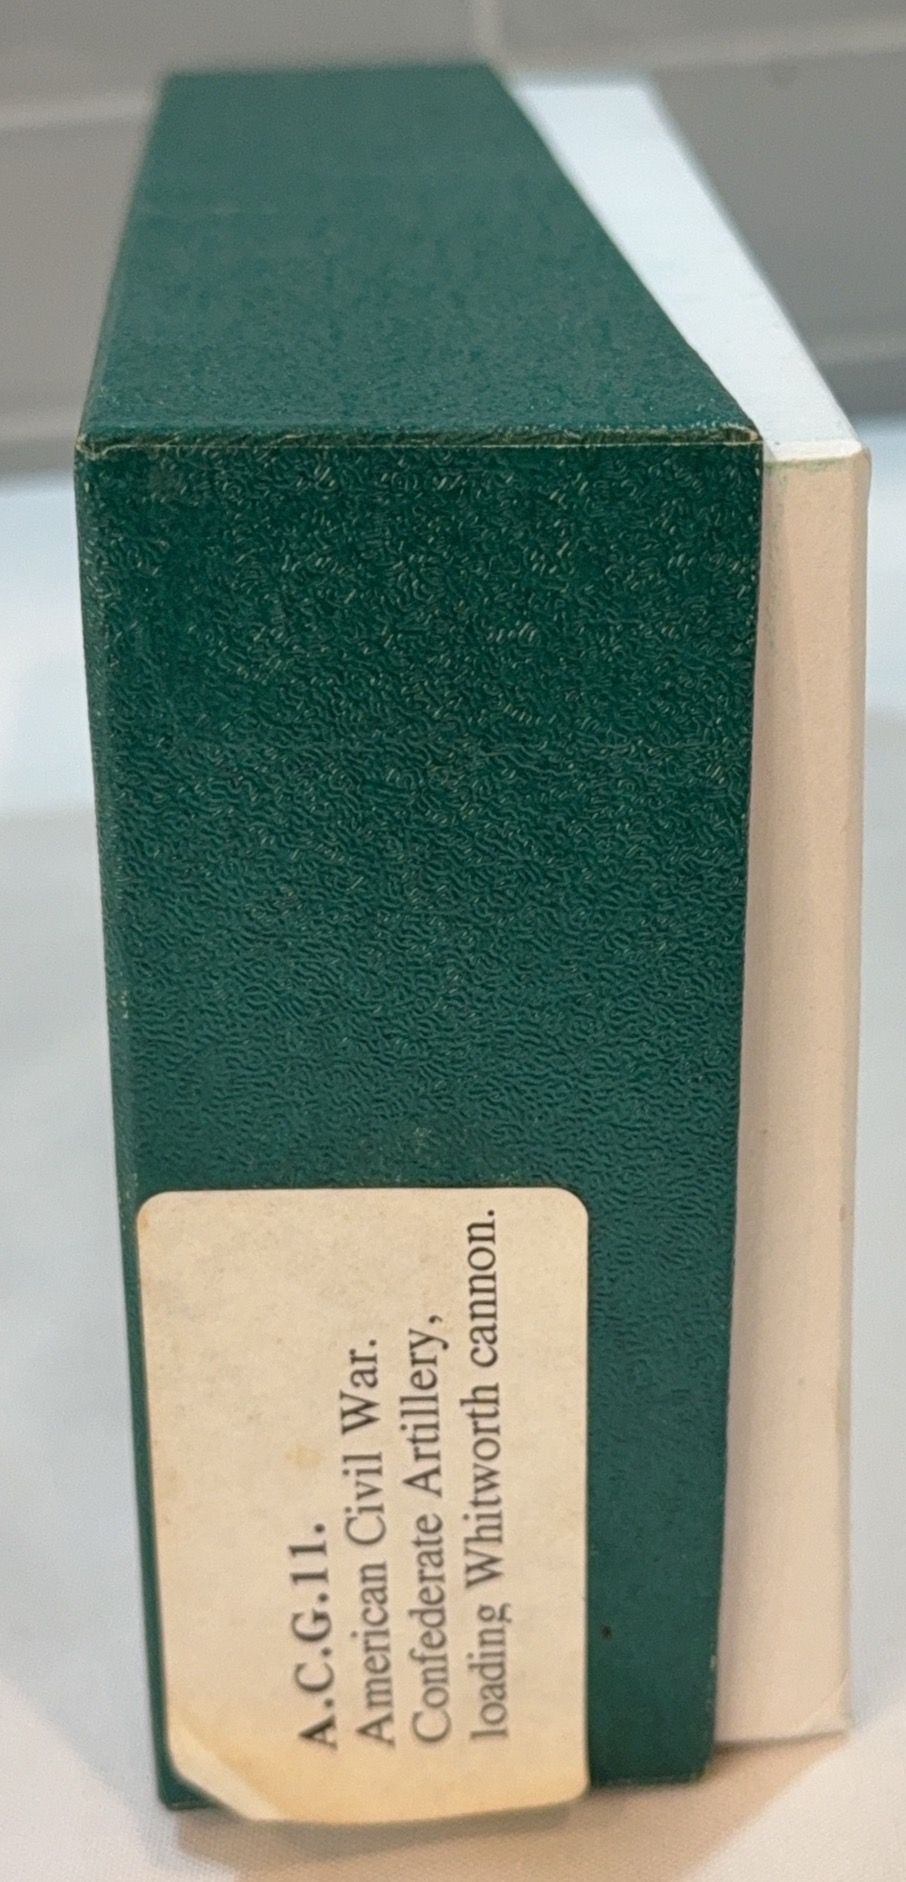 A.C.G.11.
American Civil War.
Confederate Artillery,
loading Whitworth cannon.